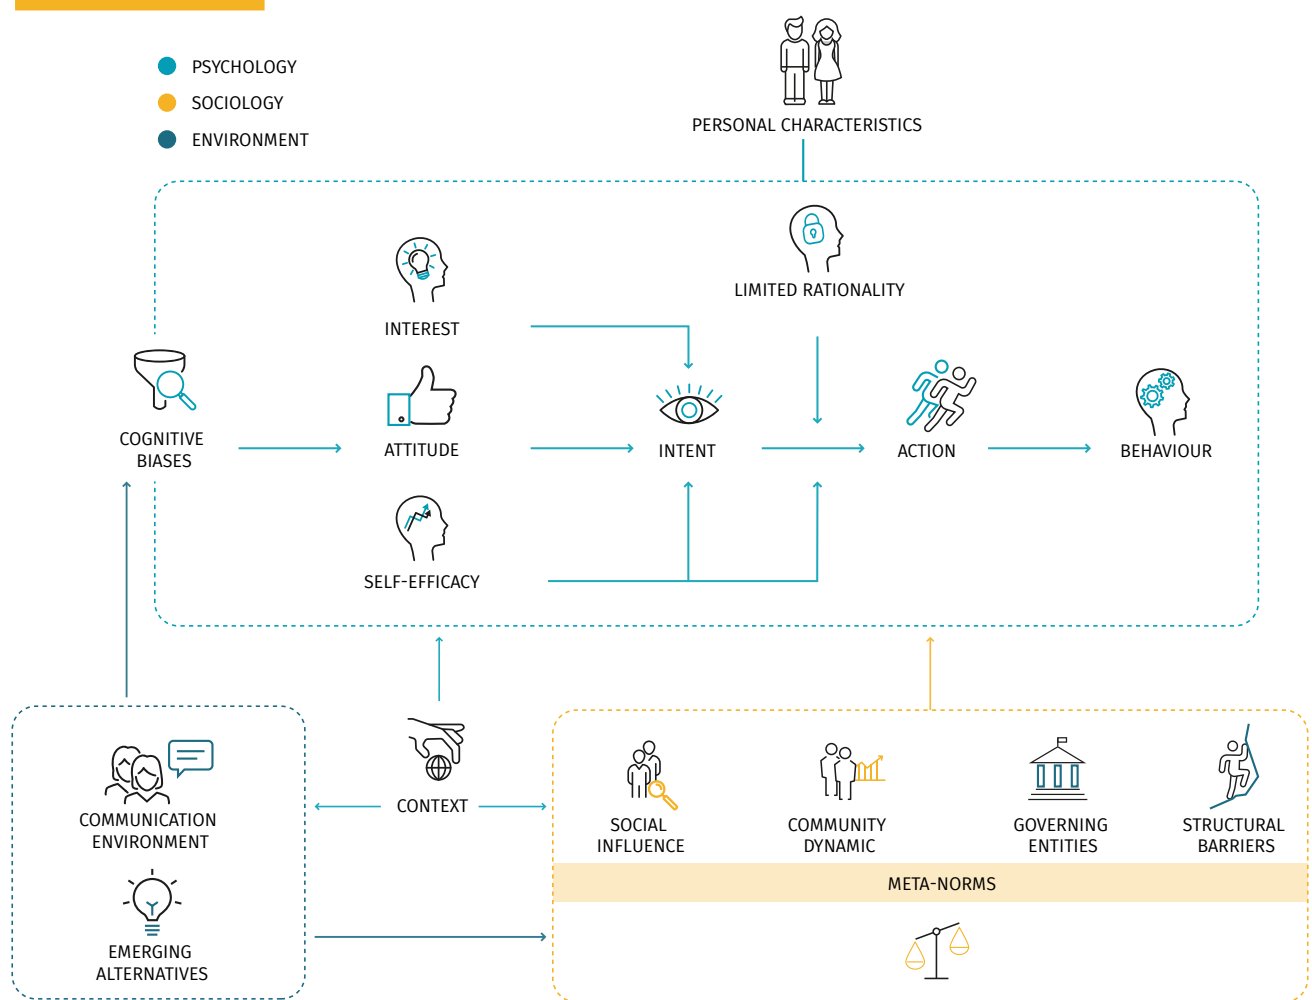 PSYCHOLOGY
SOCIOLOGY
ENVIRONMENT
PERSONAL CHARACTERISTICS
LIMITED RATIONALITY
INTEREST
COGNITIVE
BIASES
ATTITUDE
INTENT
ACTION
BEHAVIOUR
SELF-EFFICACY
COMMUNICATION
ENVIRONMENT
CONTEXT
SOCIAL
INFLUENCE
COMMUNITY
DYNAMIC
GOVERNING
ENTITIES
STRUCTURAL
BARRIERS
META-NORMS
EMERGING
ALTERNATIVES